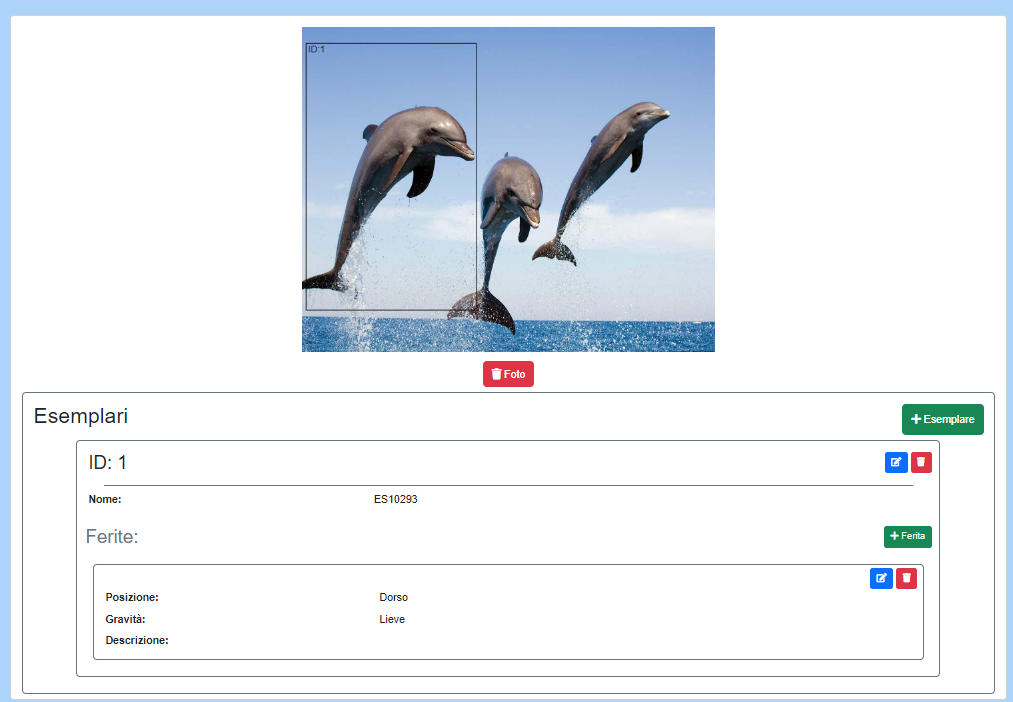 ID:1
Foto
Esemplari
Esemplare
ID: 1
Nome: ES10293
Ferite:
Ferita
Posizione: Dorso
Gravità: Lieve
Descrizione: